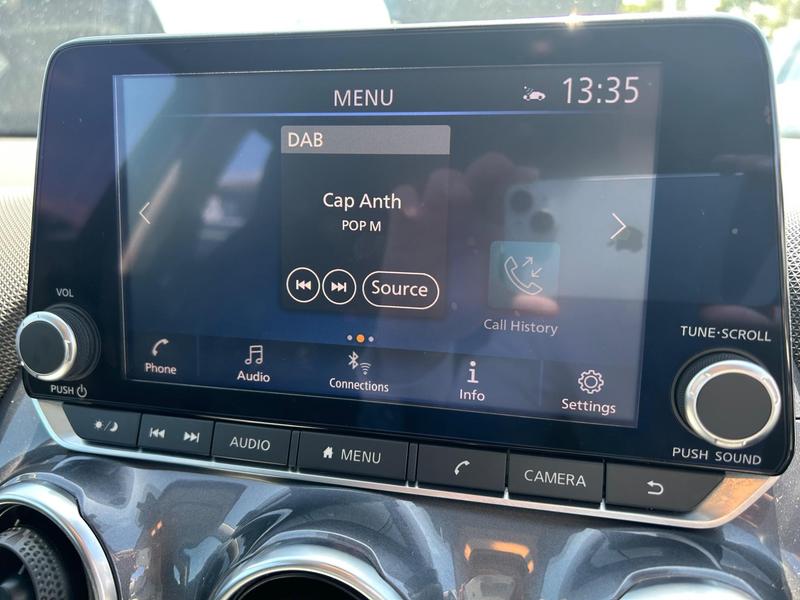 MENU
13:35
DAB
Cap Anth
POP M
Source
Call History
VOL
PUSH
TUNE·SCROLL
PUSH SOUND
Phone
Audio
Connections
Info
Settings
AUDIO
MENU
CAMERA